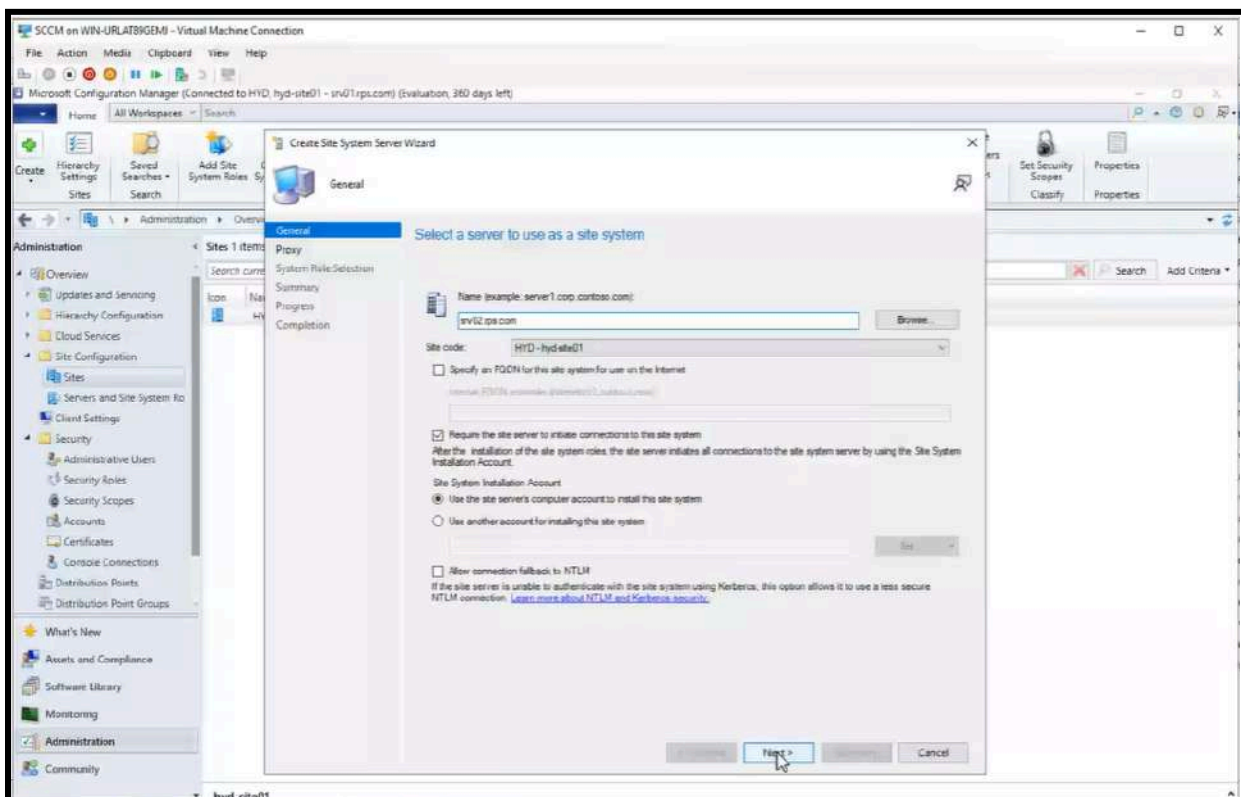 SCCM on WIN-URLAT89GEMJ - Virtual Machine Connection
File Action Media Clipboard View Help
Microsoft Configuration Manager (Connected to HYD, hyd-site01 - srv01.rps.com) (Evaluation, 360 days left)
Home All Workspaces Search
Create
Hierarchy Settings
Saved Searches
Add Site System Roles
Set Security Scopes
Properties
Sites Search Classify Properties
\ Administration
Administration
Overview
Updates and Servicing
Hierarchy Configuration
Cloud Services
Site Configuration
Sites
Servers and Site System Ro
Client Settings
Security
Administrative Users
Security Roles
Security Scopes
Accounts
Certificates
Console Connections
Distribution Points
Distribution Point Groups
What's New
Assets and Compliance
Software Library
Monitoring
Administration
Community
Sites 1 items
Search curre
Icon Na
HY
Search Add Criteria
Create Site System Server Wizard
General
General
Proxy
System Role Selection
Summary
Progress
Completion
Select a server to use as a site system
Name (example: server1.corp.contoso.com):
srv02.rps.com
Browse...
Site code: HYD - hyd-site01
Specify an FQDN for this site system for use on the Internet
Require the site server to initiate connections to this site system
After the installation of the site system roles, the site server initiates all connections to the site system server by using the Site System
Installation Account.
Site System Installation Account
Use the site server's computer account to install this site system
Use another account for installing this site system
Set
Allow connection fallback to NTLM
If the site server is unable to authenticate with the site system using Kerberos, this option allows it to use a less secure
NTLM connection. Learn more about NTLM and Kerberos security.
Next > Cancel
hyd-site01